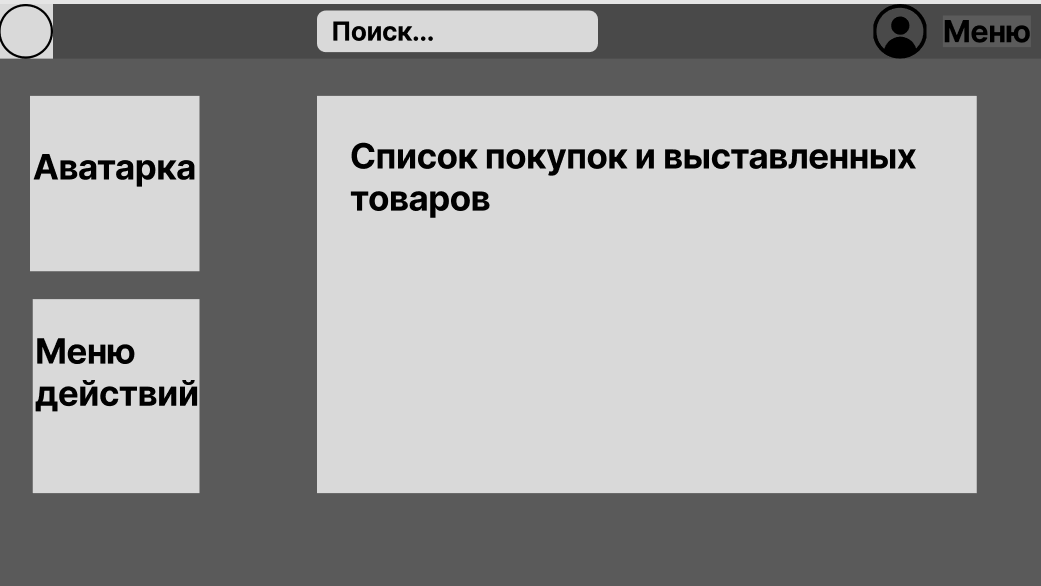 Поиск...
Меню
Аватарка
Список покупок и выставленных
товаров
Меню
действий